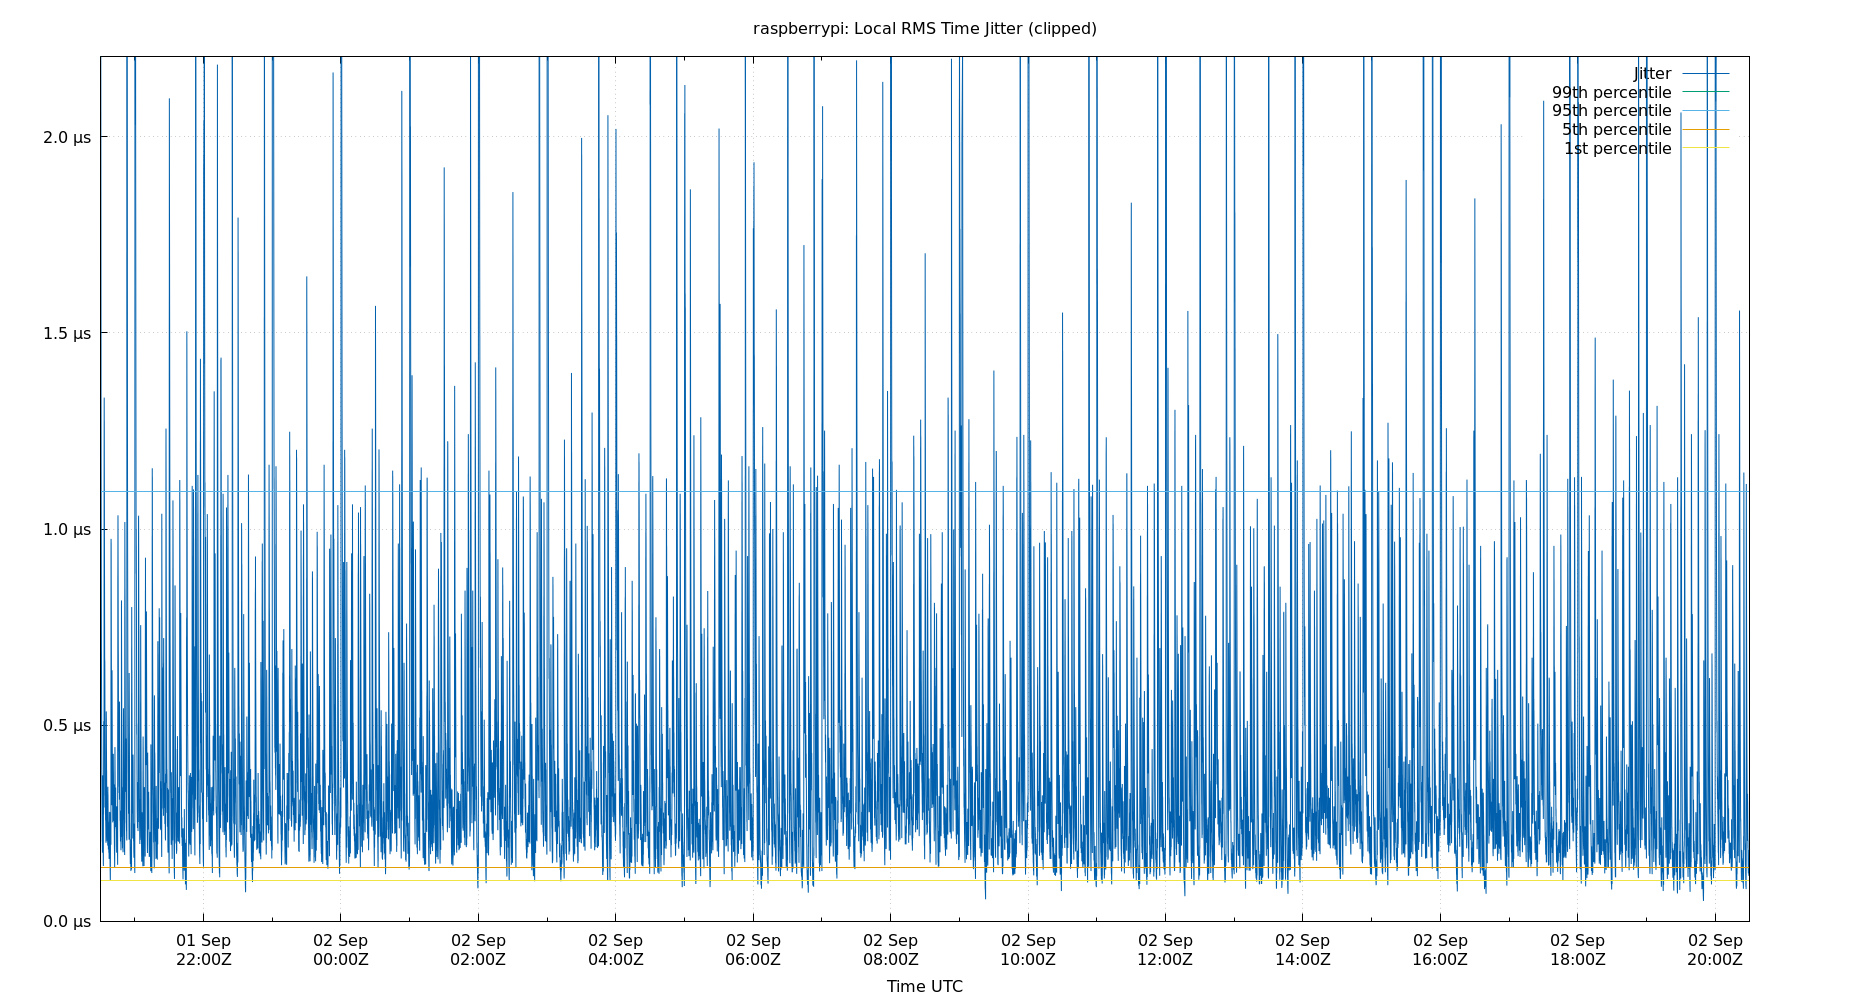 raspberrypi: Local RMS Time Jitter (clipped)
Jitter
99th percentile
95th percentile
5th percentile
1st percentile
2.0 µs
1.5 µs
1.0 µs
0.5 µs
0.0 µs
01 Sep 02 Sep 02 Sep 02 Sep 02 Sep 02 Sep 02 Sep 02 Sep 02 Sep 02 Sep 02 Sep 02 Sep
22:00Z 00:00Z 02:00Z 04:00Z 06:00Z 08:00Z 10:00Z 12:00Z 14:00Z 16:00Z 18:00Z 20:00Z
Time UTC